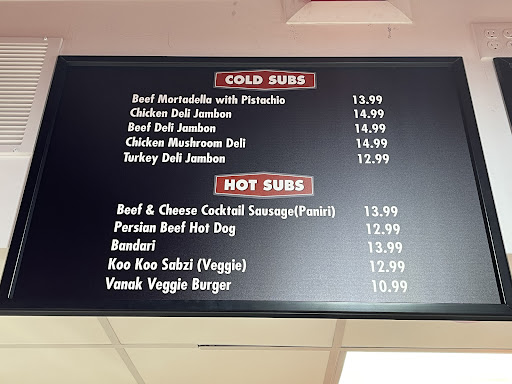 COLD SUBS
Beef Mortadella with Pistachio 13.99
Chicken Deli Jambon 14.99
Beef Deli Jambon 14.99
Chicken Mushroom Deli 14.99
Turkey Deli Jambon 12.99
HOT SUBS
Beef & Cheese Cocktail Sausage(Paniri) 13.99
Persian Beef Hot Dog 12.99
Bandari 13.99
Koo Koo Sabzi (Veggie) 12.99
Vanak Veggie Burger 10.99